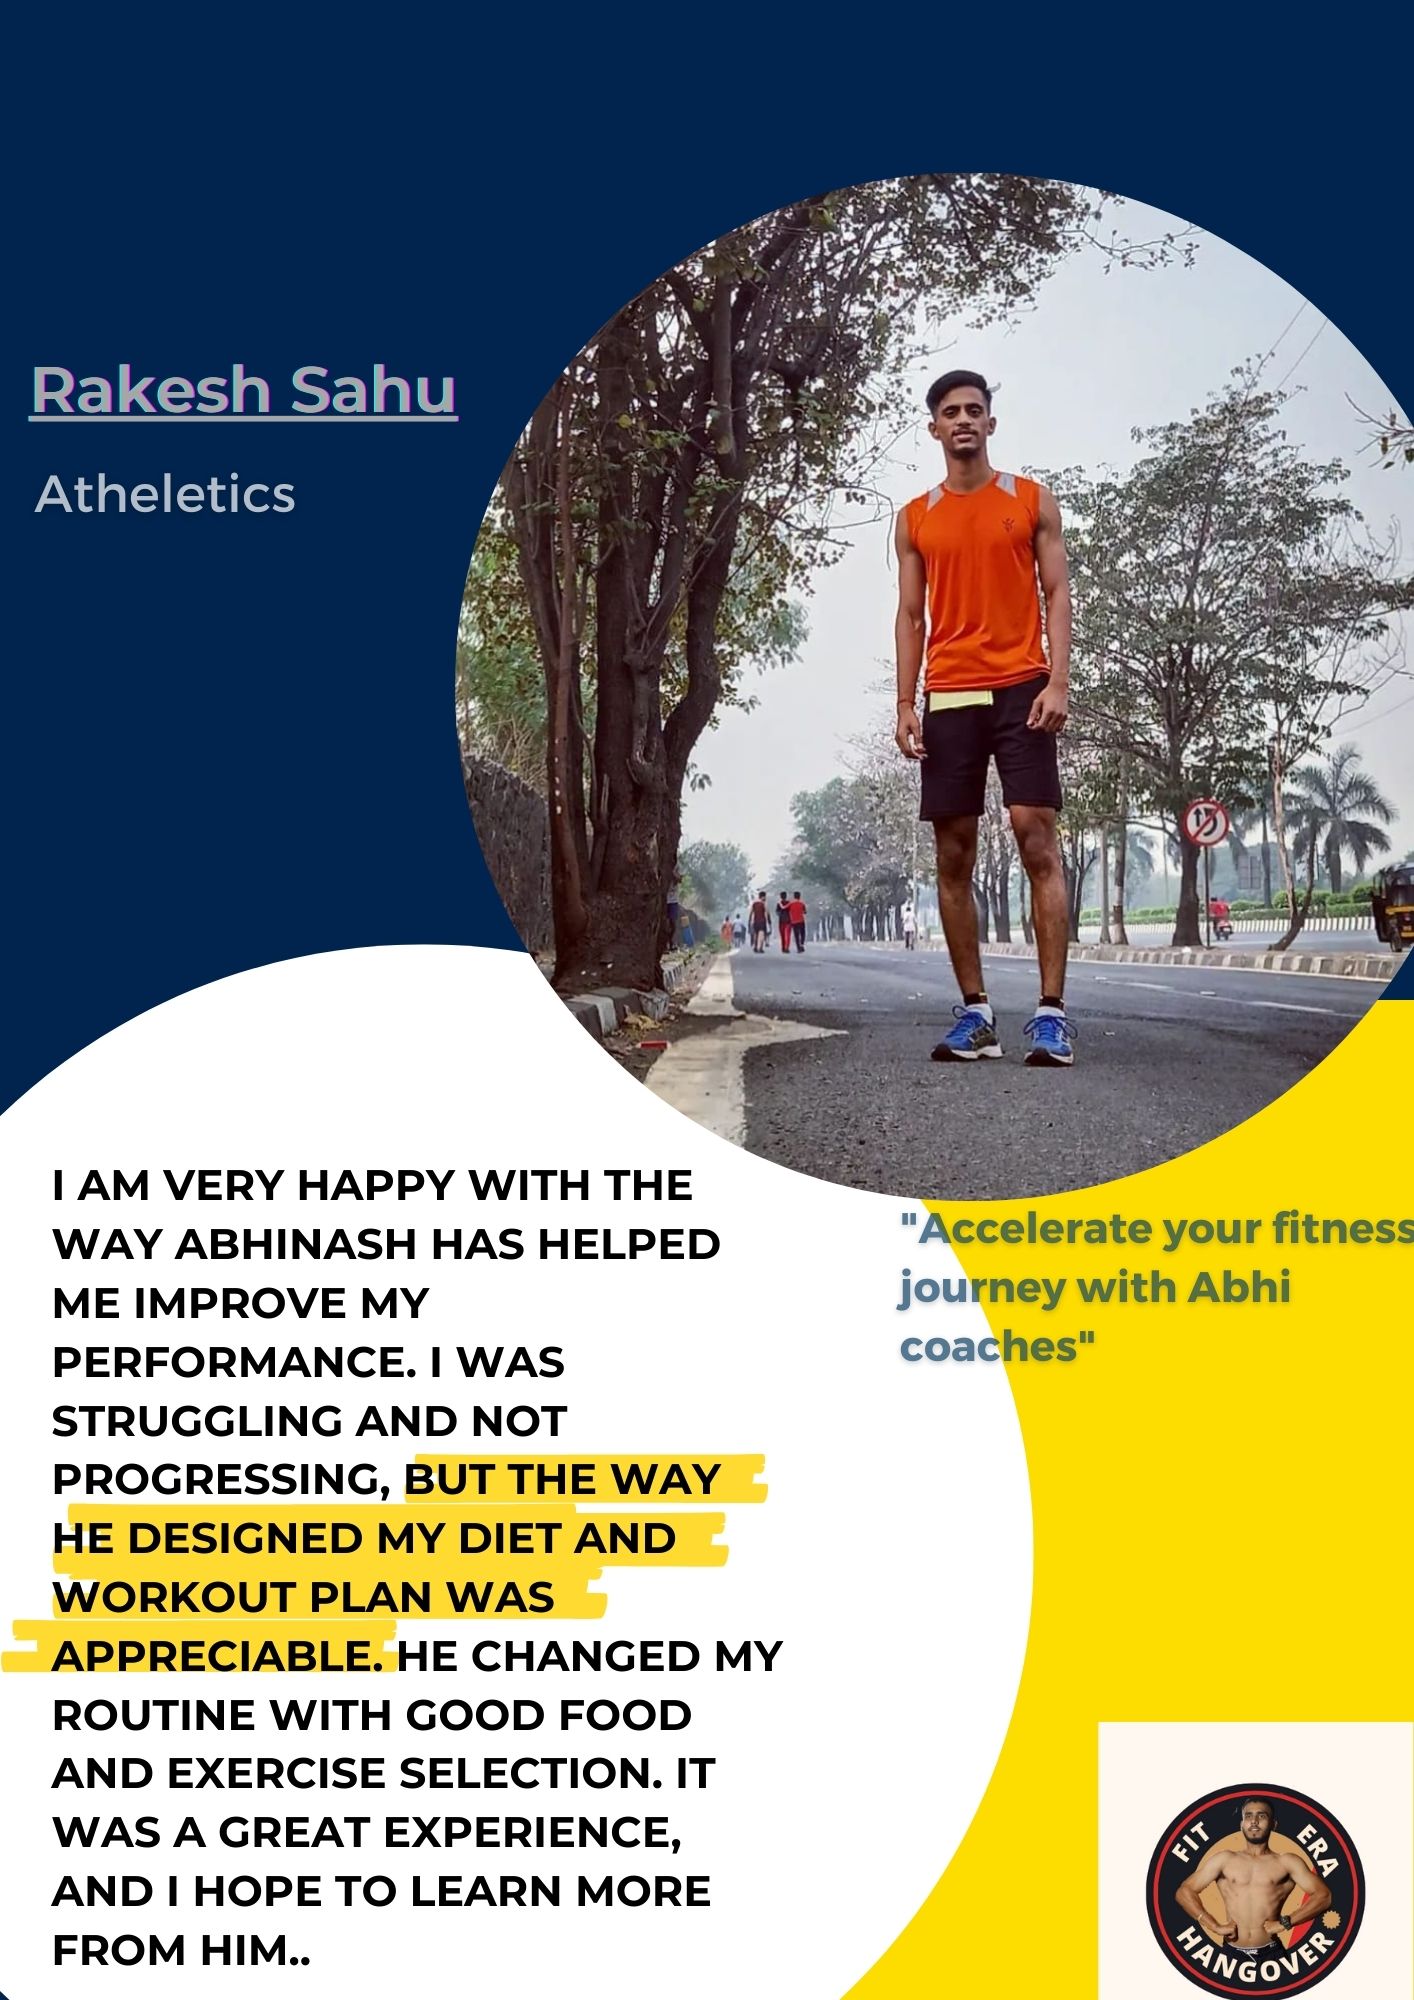 Rakesh Sahu
Atheletics
I AM VERY HAPPY WITH THE
WAY ABHINASH HAS HELPED
ME IMPROVE MY
PERFORMANCE. I WAS
STRUGGLING AND NOT
PROGRESSING, BUT THE WAY
HE DESIGNED MY DIET AND
WORKOUT PLAN WAS
APPRECIABLE. HE CHANGED MY
ROUTINE WITH GOOD FOOD
AND EXERCISE SELECTION. IT
WAS A GREAT EXPERIENCE,
AND I HOPE TO LEARN MORE
FROM HIM..
"Accelerate your fitness
journey with Abhi
coaches"
FIT ERA
HANGOVER